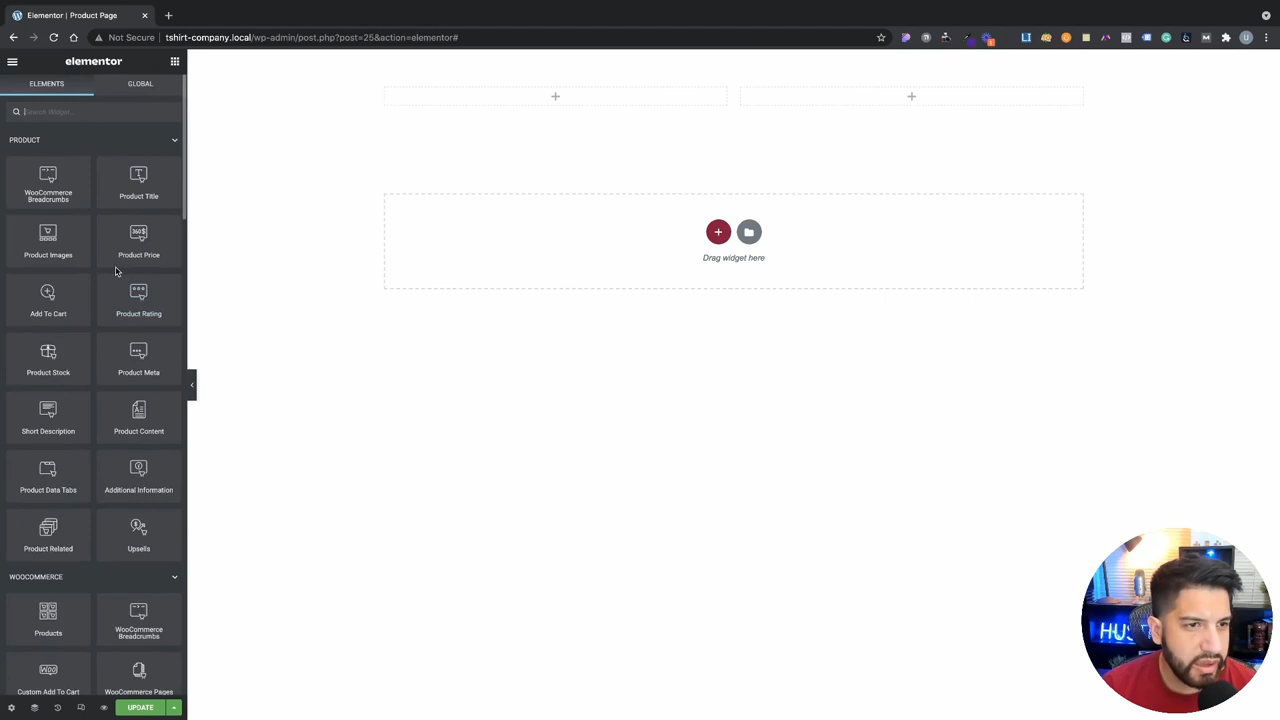 Elementor | Product Page
Not Secure
tshirt-company.local/wp-admin/post.php?post=25&action=elementor#
elementor
ELEMENTS
GLOBAL
Search Widget...
PRODUCT
WooCommerce Breadcrumbs
Product Title
Product Images
Product Price
Add To Cart
Product Rating
Product Stock
Product Meta
Short Description
Product Content
Product Data Tabs
Additional Information
Product Related
Upsells
WOOCOMMERCE
Products
WooCommerce Breadcrumbs
Custom Add To Cart
WooCommerce Pages
UPDATE
Drag widget here